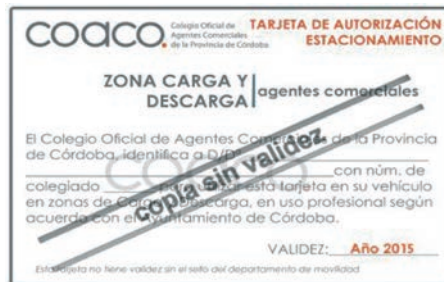 COACO.
Colegio Oficial de
Agentes Comerciales
de la Provincia de Córdoba
TARJETA DE AUTORIZACIÓN
ESTACIONAMIENTO
ZONA CARGA Y
DESCARGA
agentes comerciales
El Colegio Oficial de Agentes Comerciales de la Provincia
de Córdoba, identifica a D/Dª
con núm. de
colegiado para utilizar esta tarjeta en su vehículo
en zonas de Carga y Descarga, en uso profesional según
acuerdo con el Ayuntamiento de Córdoba.
copia sin validez
VALIDEZ: Año 2015
Esta tarjeta no tiene validez sin el sello del departamento de movilidad